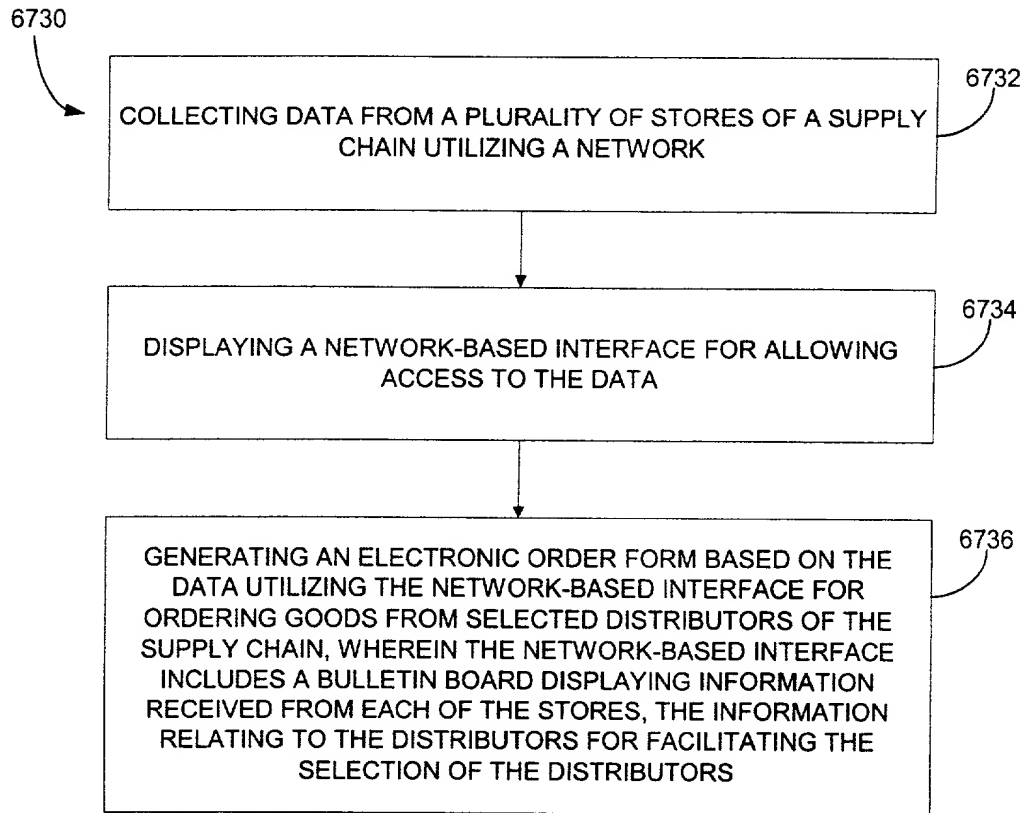 6730
6732
COLLECTING DATA FROM A PLURALITY OF STORES OF A SUPPLY
CHAIN UTILIZING A NETWORK
6734
DISPLAYING A NETWORK-BASED INTERFACE FOR ALLOWING
ACCESS TO THE DATA
6736
GENERATING AN ELECTRONIC ORDER FORM BASED ON THE
DATA UTILIZING THE NETWORK-BASED INTERFACE FOR
ORDERING GOODS FROM SELECTED DISTRIBUTORS OF THE
SUPPLY CHAIN, WHEREIN THE NETWORK-BASED INTERFACE
INCLUDES A BULLETIN BOARD DISPLAYING INFORMATION
RECEIVED FROM EACH OF THE STORES, THE INFORMATION
RELATING TO THE DISTRIBUTORS FOR FACILITATING THE
SELECTION OF THE DISTRIBUTORS